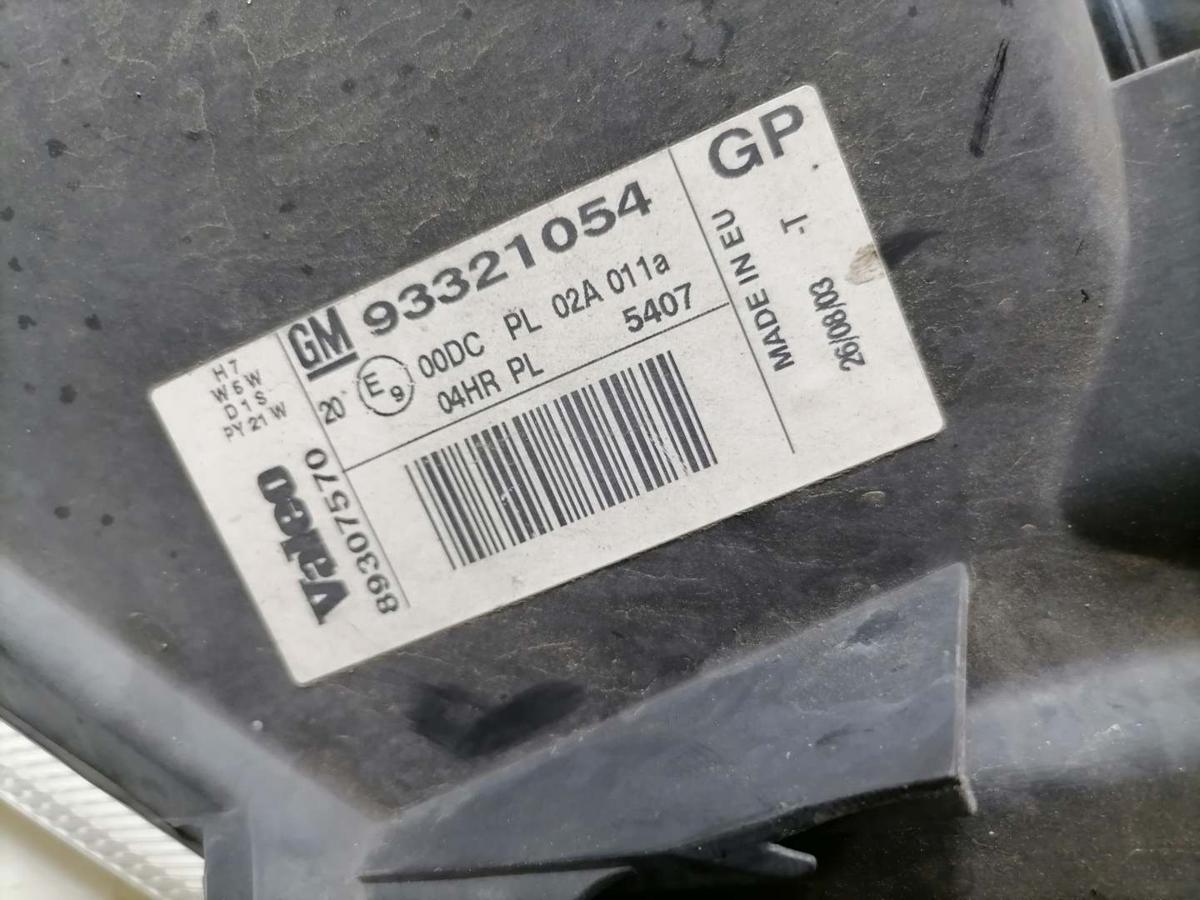 H7
W5W
D1S
PY21W
GM 93321054
20 E9 00DC PL 02A 011a
04HR PL 5407
Valeo
89307570
GP
MADE IN EU
-T
26/08/03